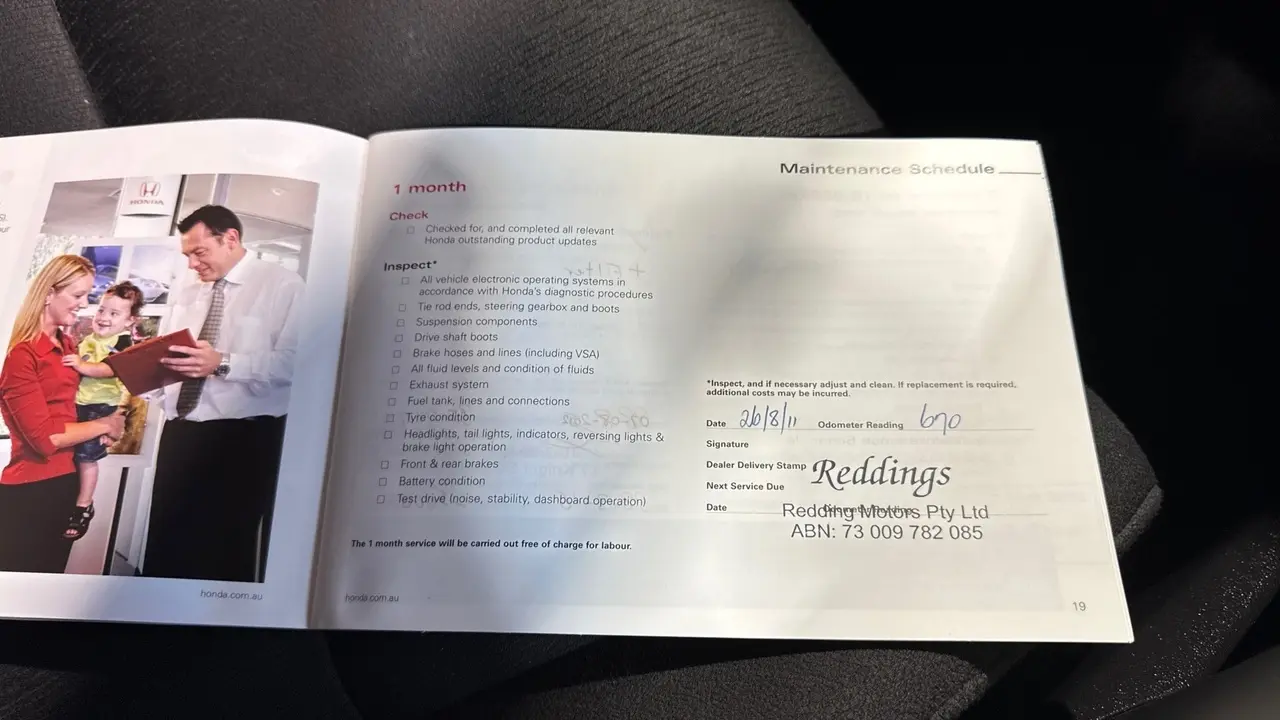 HONDA
honda.com.au
Maintenance Schedule
1 month
Check
Checked for, and completed all relevant
Honda outstanding product updates
Inspect*
All vehicle electronic operating systems in
accordance with Honda's diagnostic procedures
Tie rod ends, steering gearbox and boots
Suspension components
Drive shaft boots
Brake hoses and lines (including VSA)
All fluid levels and condition of fluids
Exhaust system
Fuel tank, lines and connections
Tyre condition
Headlights, tail lights, indicators, reversing lights &
brake light operation
Front & rear brakes
Battery condition
Test drive (noise, stability, dashboard operation)
The 1 month service will be carried out free of charge for labour.
honda.com.au
*Inspect, and if necessary adjust and clean. If replacement is required,
additional costs may be incurred.
Date 26/8/11 Odometer Reading 670
Signature
Dealer Delivery Stamp Reddings
Next Service Due
Date Redding Motors Pty Ltd
ABN: 73 009 782 085
19